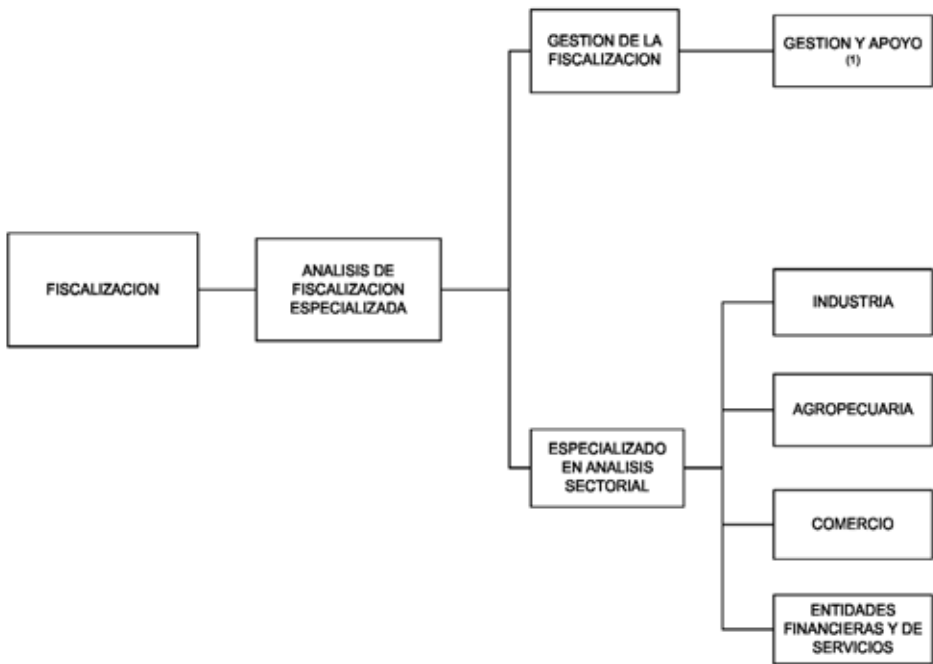 GESTION DE LA
FISCALIZACION
GESTION Y APOYO
(1)
FISCALIZACION
ANALISIS DE
FISCALIZACION
ESPECIALIZADA
INDUSTRIA
AGROPECUARIA
ESPECIALIZADO
EN ANALISIS
SECTORIAL
COMERCIO
ENTIDADES
FINANCIERAS Y DE
SERVICIOS